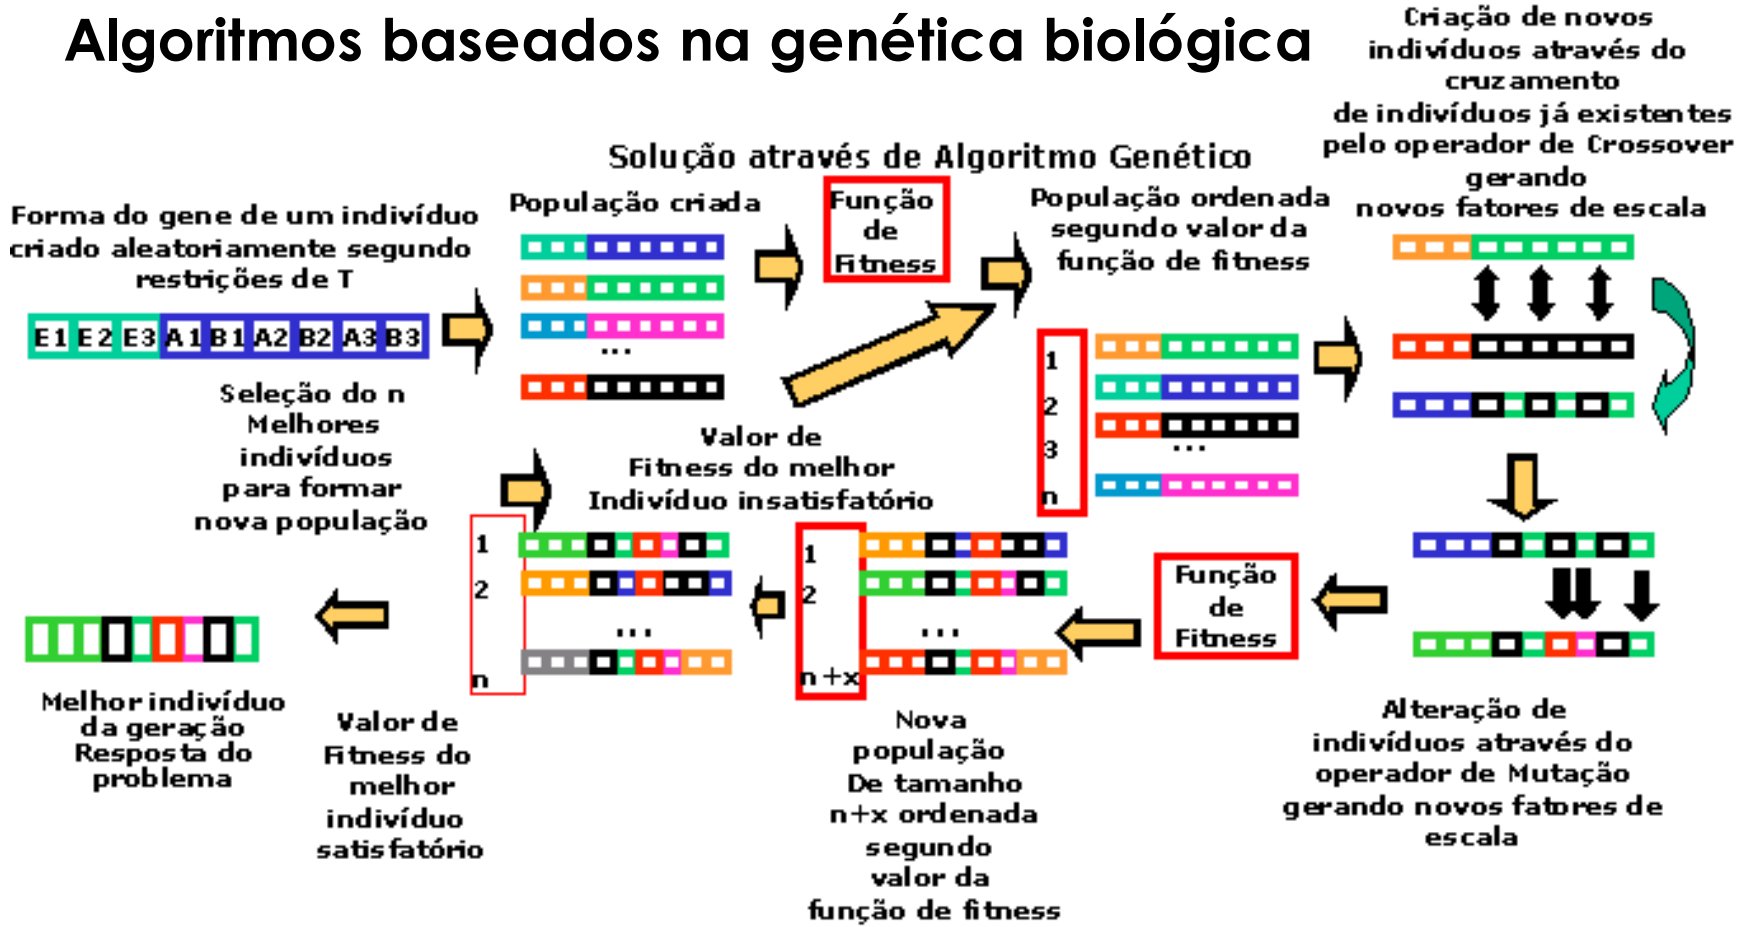 Algoritmos baseados na genética biológica
Criação de novos
indivíduos através do
cruzamento
de indivíduos já existentes
pelo operador de Crossover
gerando
novos fatores de escala
Solução através de Algoritmo Genético
Forma do gene de um indivíduo
criado aleatoriamente segundo
restrições de T
E1 E2 E3 A1 B1 A2 B2 A3 B3
População criada
...
Função
de
Fitness
População ordenada
segundo valor da
função de fitness
1
2
3
...
n
Seleção do n
Melhores
indivíduos
para formar
nova população
Valor de
Fitness do melhor
Indivíduo insatisfatório
1
2
...
n
1
2
...
n+x
Função
de
Fitness
Melhor indivíduo
da geração
Resposta do
problema
Valor de
Fitness do
melhor
indivíduo
satisfatório
Nova
população
De tamanho
n+x ordenada
segundo
valor da
função de fitness
Alteração de
indivíduos através do
operador de Mutação
gerando novos fatores de
escala